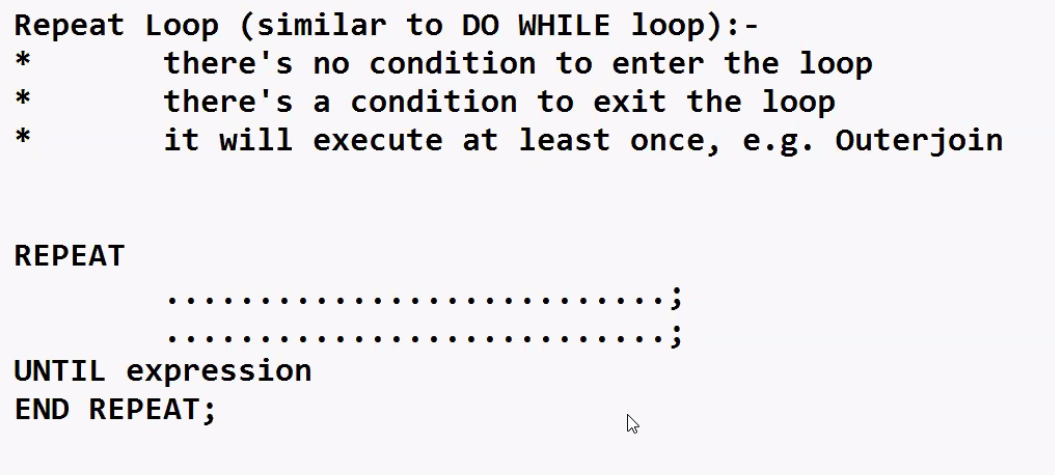 Repeat Loop (similar to DO WHILE loop):-
* there's no condition to enter the loop
* there's a condition to exit the loop
* it will execute at least once, e.g. Outerjoin
REPEAT
...........................;
...........................;
UNTIL expression
END REPEAT;